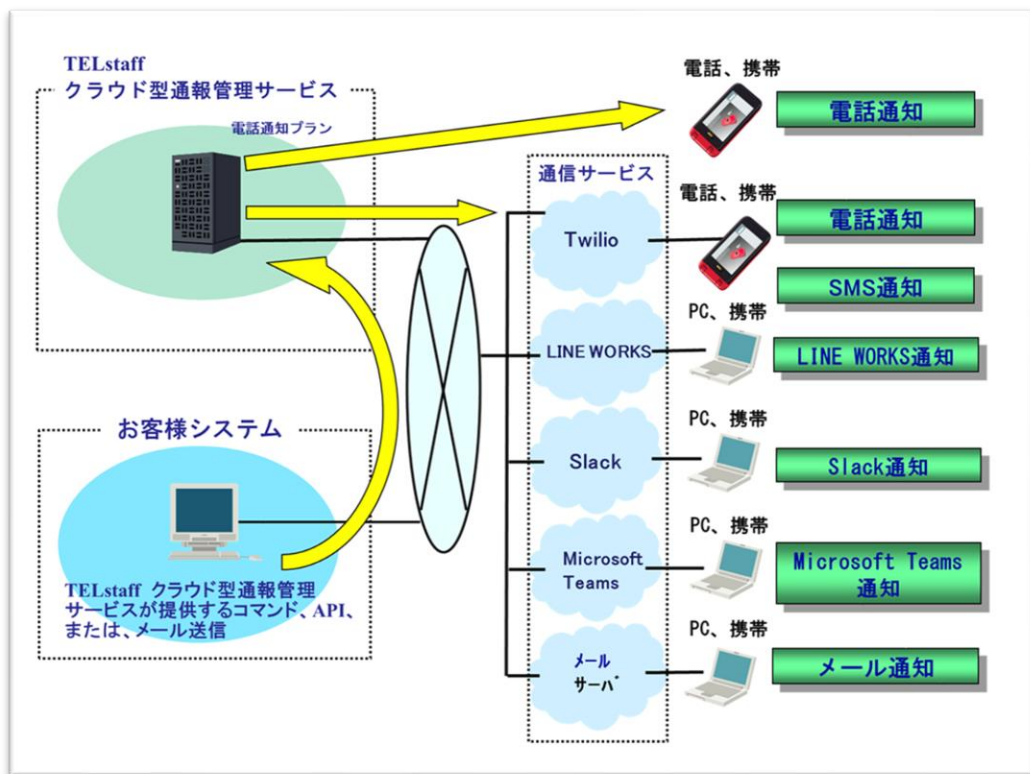 TELstaff
クラウド型通報管理サービス
電話通知プラン
お客様システム
TELstaff クラウド型通報管理
サービスが提供するコマンド、API、
または、メール送信
通信サービス
Twilio
LINE WORKS
Slack
Microsoft
Teams
メール
サーバ
電話、携帯
電話通知
電話、携帯
電話通知
SMS通知
PC、携帯
LINE WORKS通知
PC、携帯
Slack通知
PC、携帯
Microsoft Teams
通知
PC、携帯
メール通知